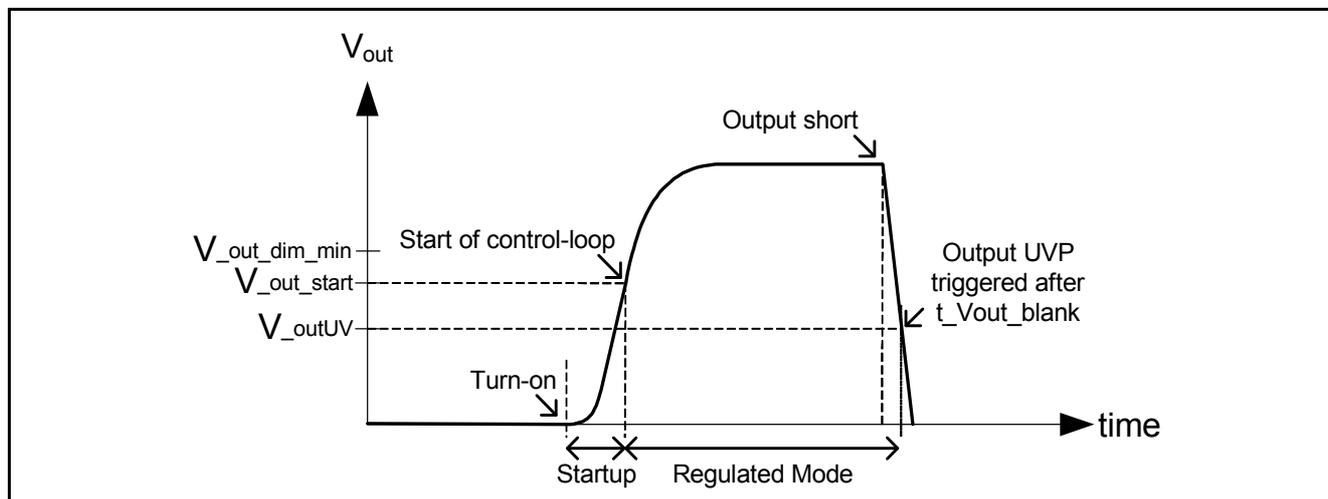 Vout
Output short
V_out_dim_min
Start of control-loop
V_out_start
Output UVP
triggered after
t_Vout_blank
V_outUV
Turn-on
time
Startup
Regulated Mode